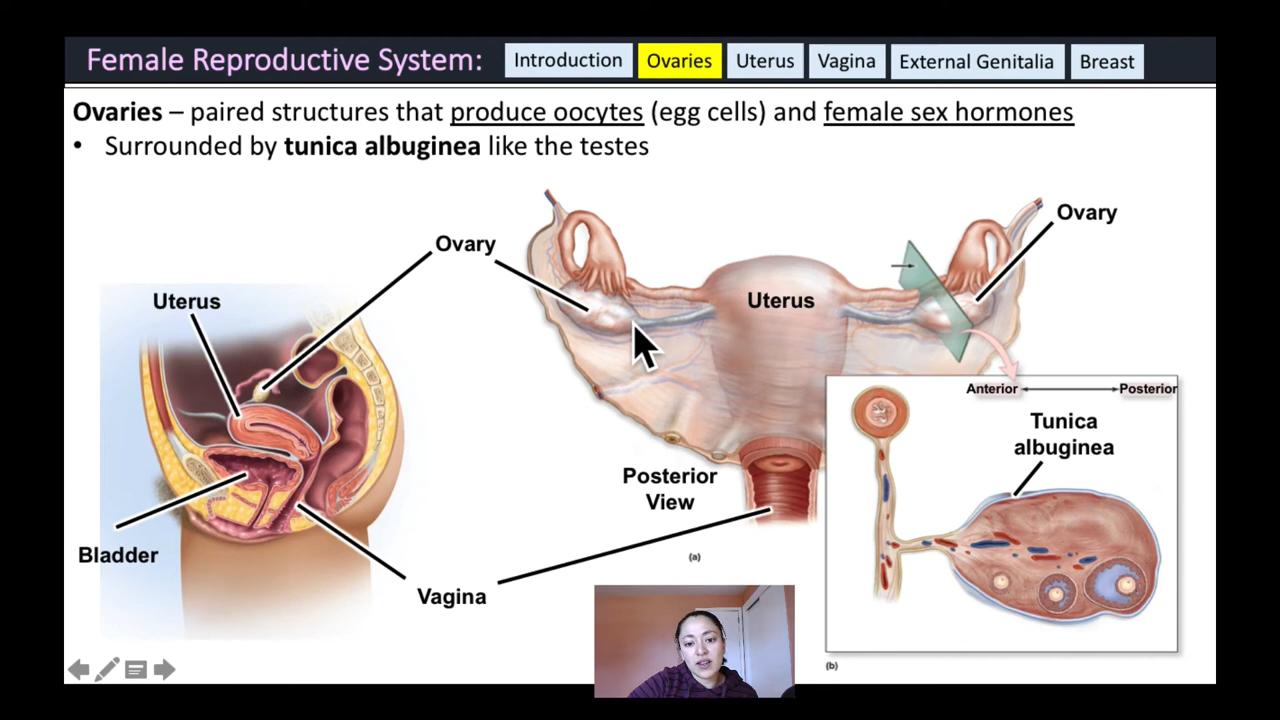 Female Reproductive System: Introduction Ovaries Uterus Vagina External Genitalia Breast
Ovaries – paired structures that produce oocytes (egg cells) and female sex hormones
• Surrounded by tunica albuginea like the testes
Ovary
Ovary
Uterus
Uterus
Anterior
Posterior
Tunica
albuginea
Posterior
View
Bladder
(a)
Vagina
(b)